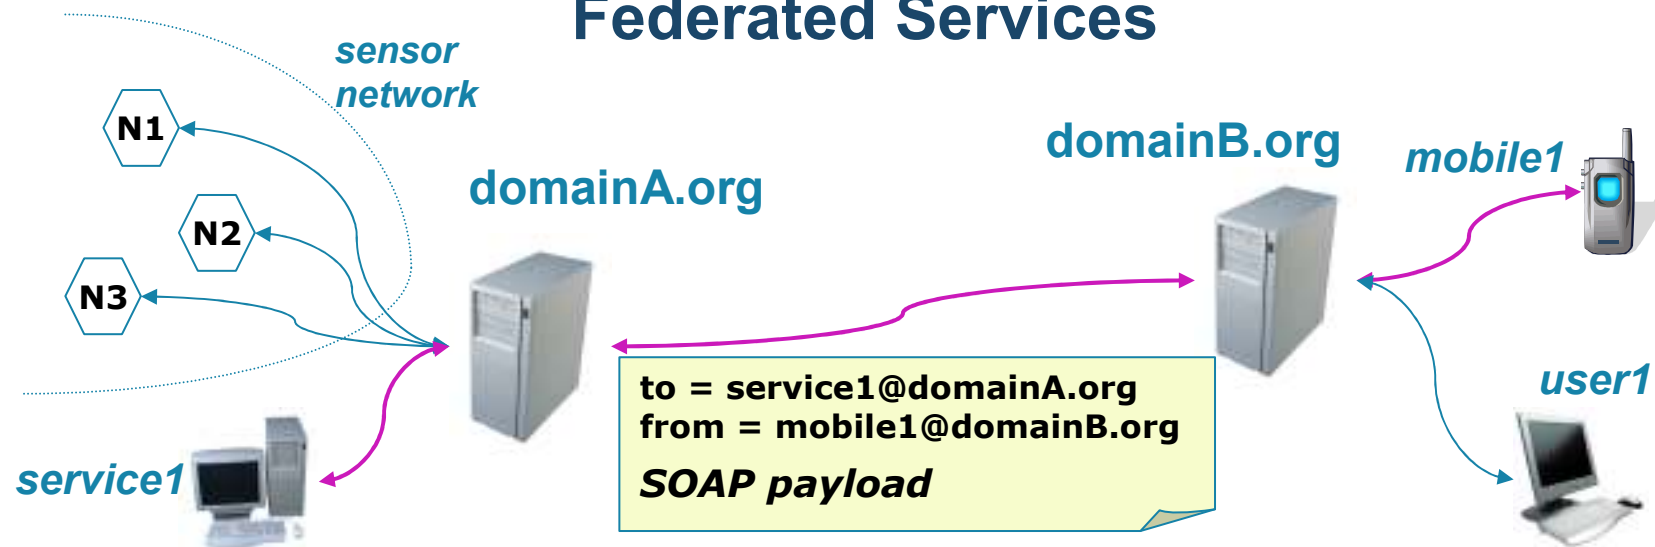 Federated Services
sensor
network
N1
N2
N3
domainA.org
domainB.org
mobile1
user1
service1
to = service1@domainA.org
from = mobile1@domainB.org
SOAP payload